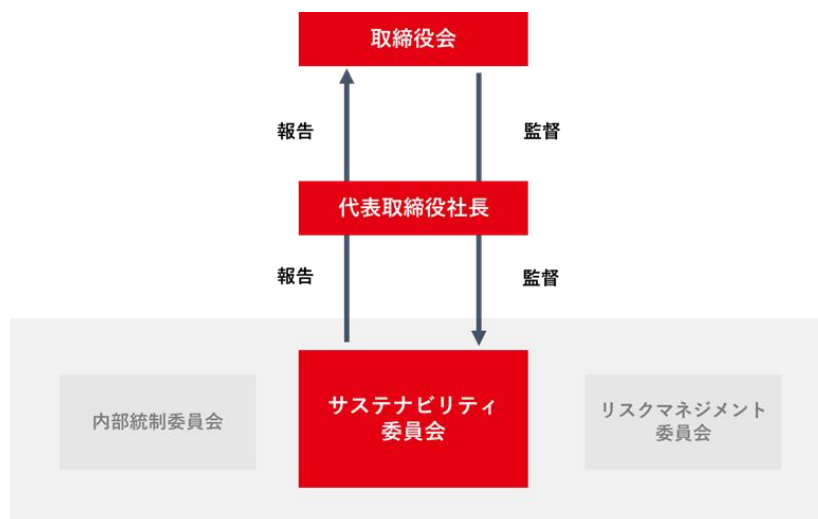 取締役会
報告
監督
代表取締役社長
報告
監督
内部統制委員会
サステナビリティ
委員会
リスクマネジメント
委員会